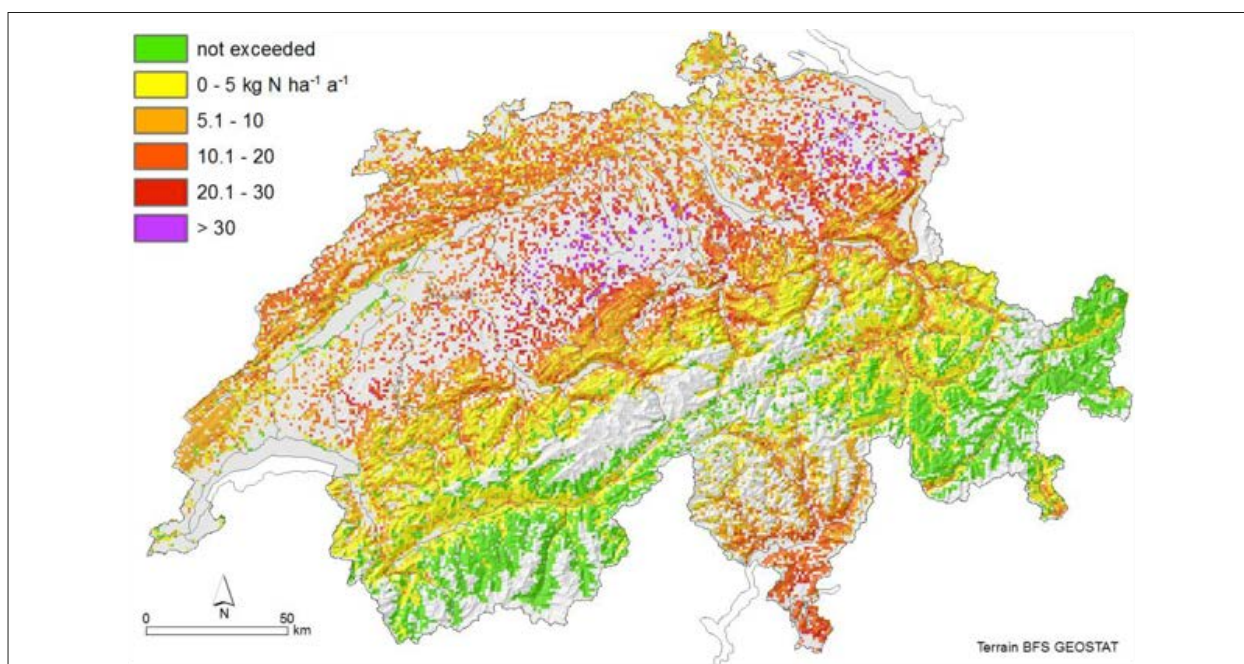 not exceeded
0 - 5 kg N ha⁻¹ a⁻¹
5.1 - 10
10.1 - 20
20.1 - 30
> 30
N
0 50
km
Terrain BFS GEOSTAT